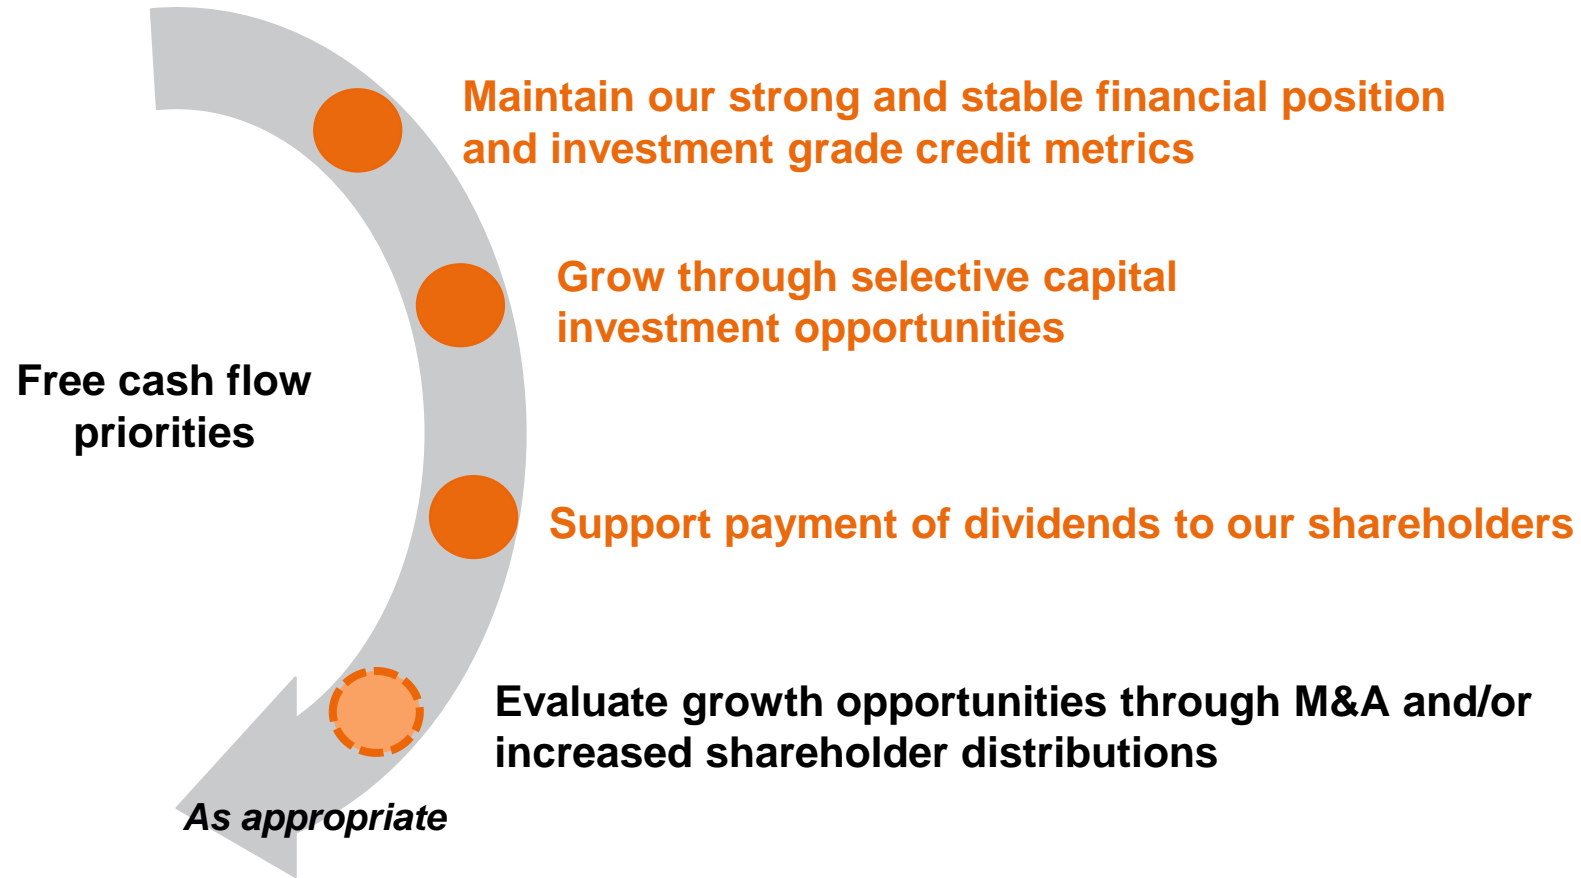 Maintain our strong and stable financial position
and investment grade credit metrics
Grow through selective capital
investment opportunities
Free cash flow
priorities
Support payment of dividends to our shareholders
Evaluate growth opportunities through M&A and/or
increased shareholder distributions
As appropriate